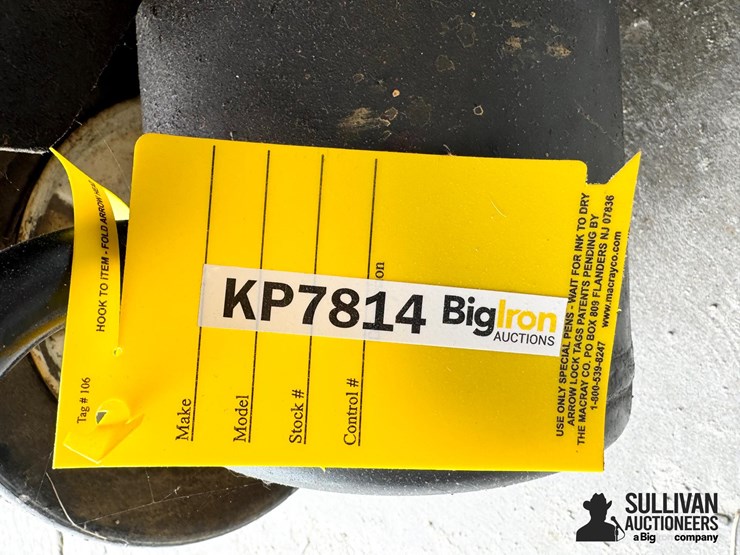 HOOK TO ITEM - FOLD ARROW
Tag # 106
Make
Model
Stock #
Control #
on
KP7814 BigIron
AUCTIONS
USE ONLY SPECIAL PENS - WAIT FOR INK TO DRY
ARROW LOCK TAGS PATENTS PENDING BY
THE MACRAY CO. PO BOX 809 FLANDERS NJ 07836
1-800-539-8247 www.macrayco.com
SULLIVAN
AUCTIONEERS
a Big company